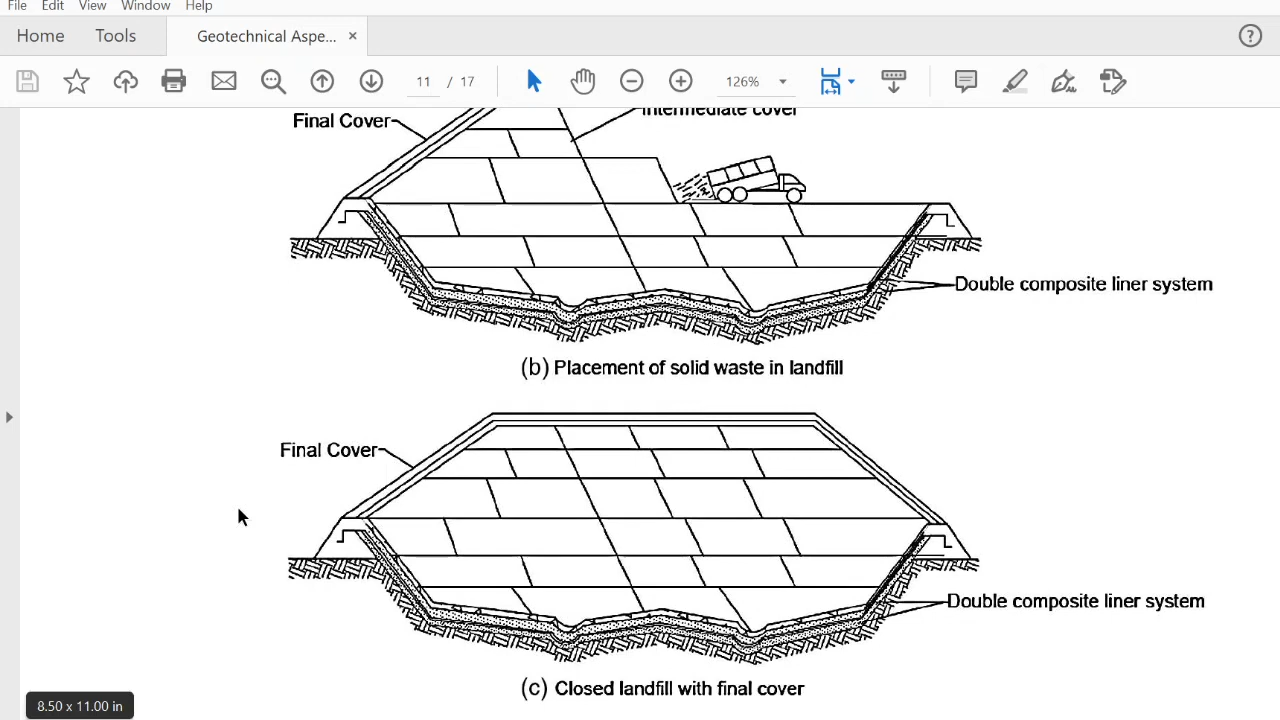 File Edit View Window Help
Home Tools Geotechnical Aspe... ×
11 / 17 126%
Final Cover
Intermediate cover
Double composite liner system
(b) Placement of solid waste in landfill
Final Cover
Double composite liner system
(c) Closed landfill with final cover
8.50 x 11.00 in